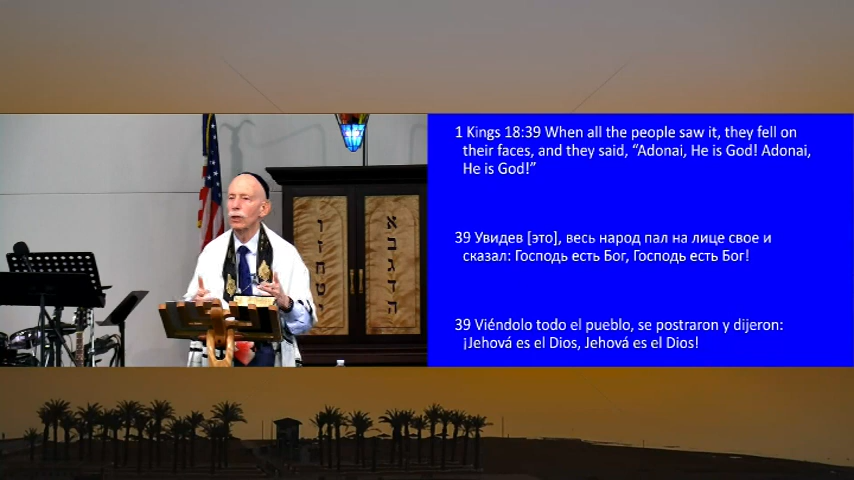 1 Kings 18:39 When all the people saw it, they fell on
their faces, and they said, “Adonai, He is God! Adonai,
He is God!”
39 Увидев [это], весь народ пал на лице свое и
сказал: Господь есть Бог, Господь есть Бог!
39 Viéndolo todo el pueblo, se postraron y dijeron:
¡Jehová es el Dios, Jehová es el Dios!
א
ב
ג
ד
ה
ו
ז
ח
ט